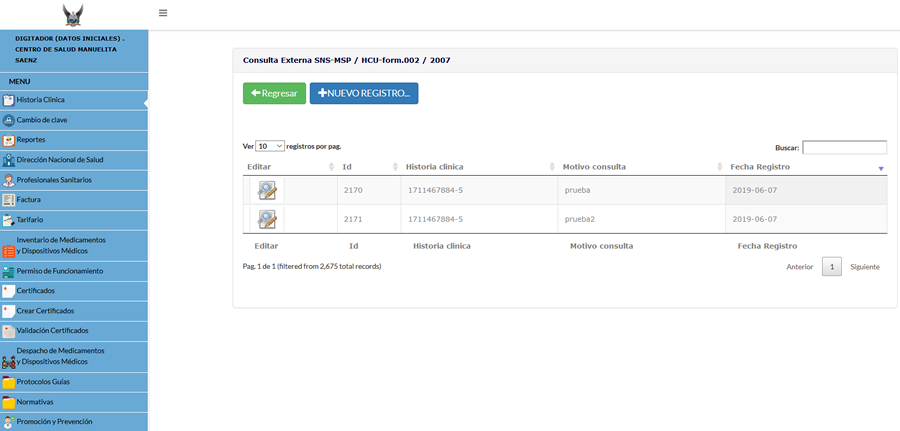 DIGITADOR (DATOS INICIALES) .
CENTRO DE SALUD MANUELITA
SAENZ
MENU
Historia Clinica
Cambio de clave
Reportes
Dirección Nacional de Salud
Profesionales Sanitarios
Factura
Tarifario
Inventario de Medicamentos
y Dispositivos Médicos
Permiso de Funcionamiento
Certificados
Crear Certificados
Validación Certificados
Despacho de Medicamentos
y Dispositivos Médicos
Protocolos Guías
Normativas
Promoción y Prevención
Consulta Externa SNS-MSP / HCU-form.002 / 2007
Regresar NUEVO REGISTRO...
Ver 10 registros por pag. Buscar:
Editar Id Historia clinica Motivo consulta Fecha Registro
2170 1711467884-5 prueba 2019-06-07
2171 1711467884-5 prueba2 2019-06-07
Editar Id Historia clinica Motivo consulta Fecha Registro
Pag. 1 de 1 (filtered from 2,675 total records) Anterior 1 Siguiente